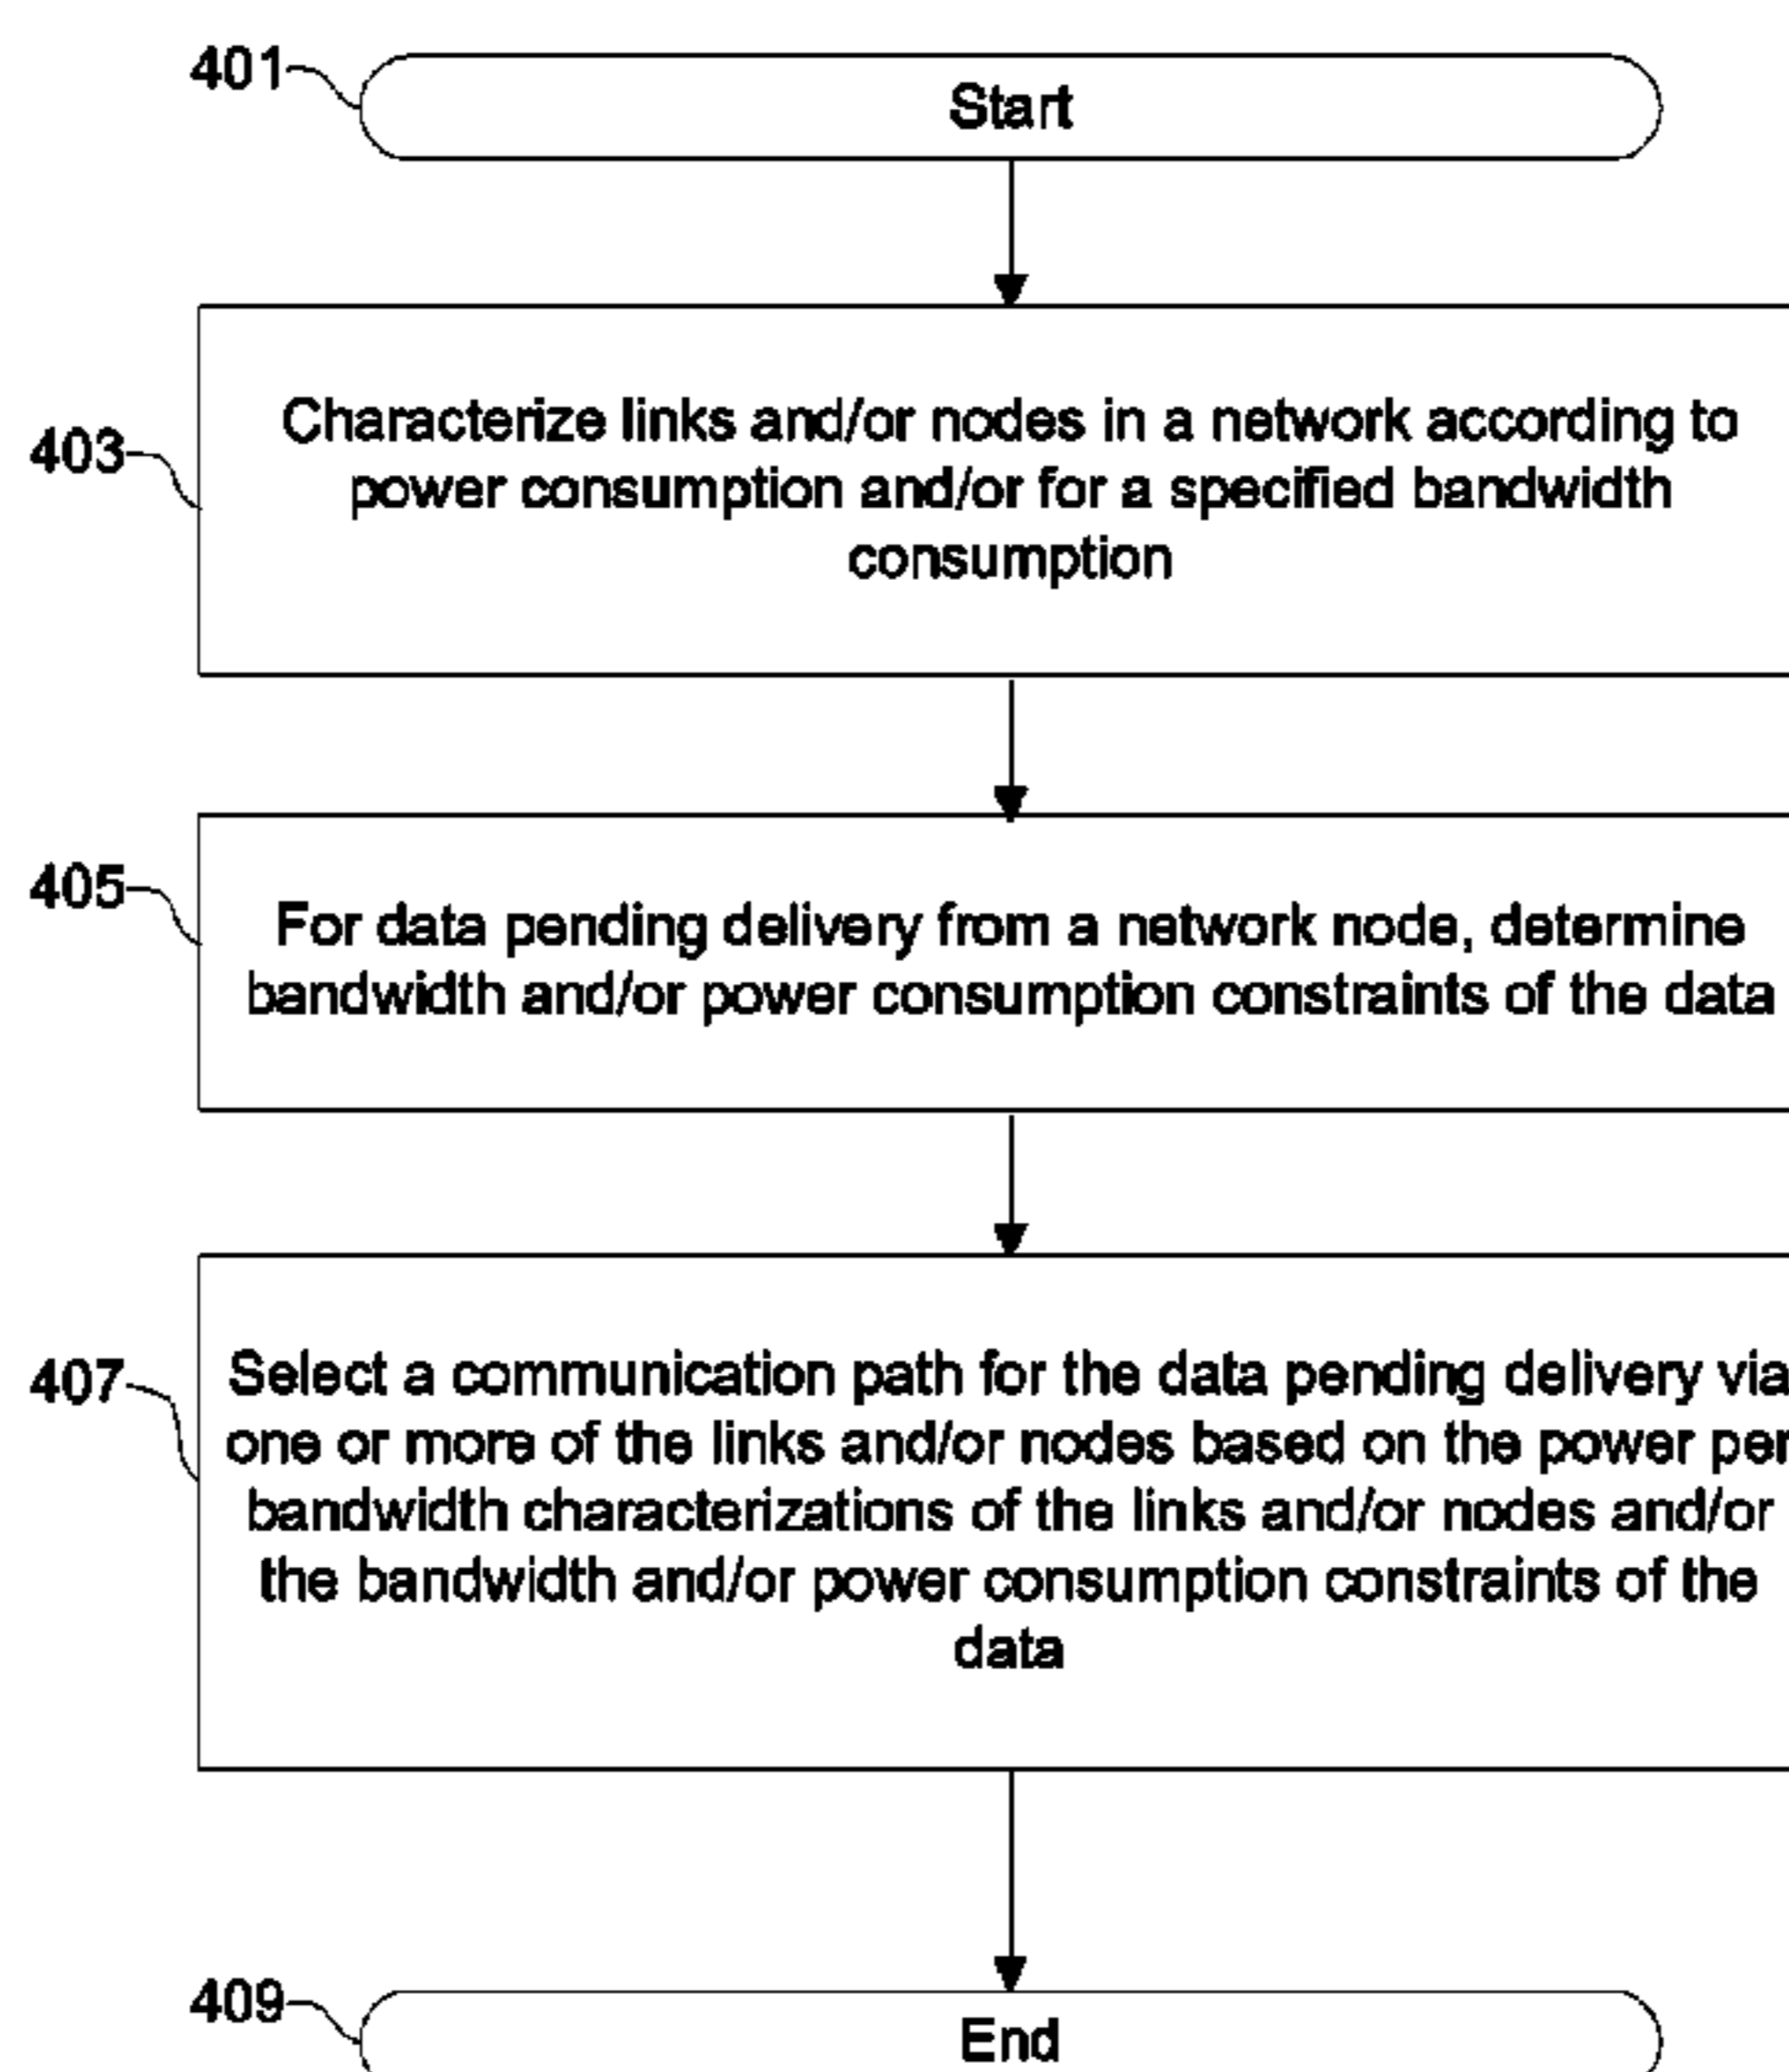 401
Start
403
Characterize links and/or nodes in a network according to
power consumption and/or for a specified bandwidth
consumption
405
For data pending delivery from a network node, determine
bandwidth and/or power consumption constraints of the data
407
Select a communication path for the data pending delivery via
one or more of the links and/or nodes based on the power per
bandwidth characterizations of the links and/or nodes and/or
the bandwidth and/or power consumption constraints of the
data
409
End